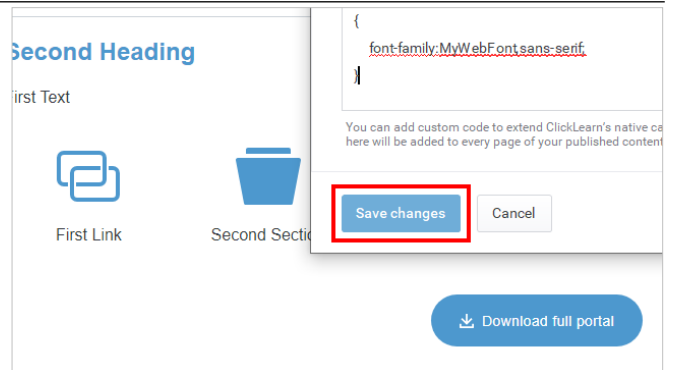 Second Heading
First Text
First Link
Second Sectio
{
font-family:MyWebFont,sans-serif;
}
You can add custom code to extend ClickLearn's native ca
here will be added to every page of your published content
Save changes
Cancel
Download full portal